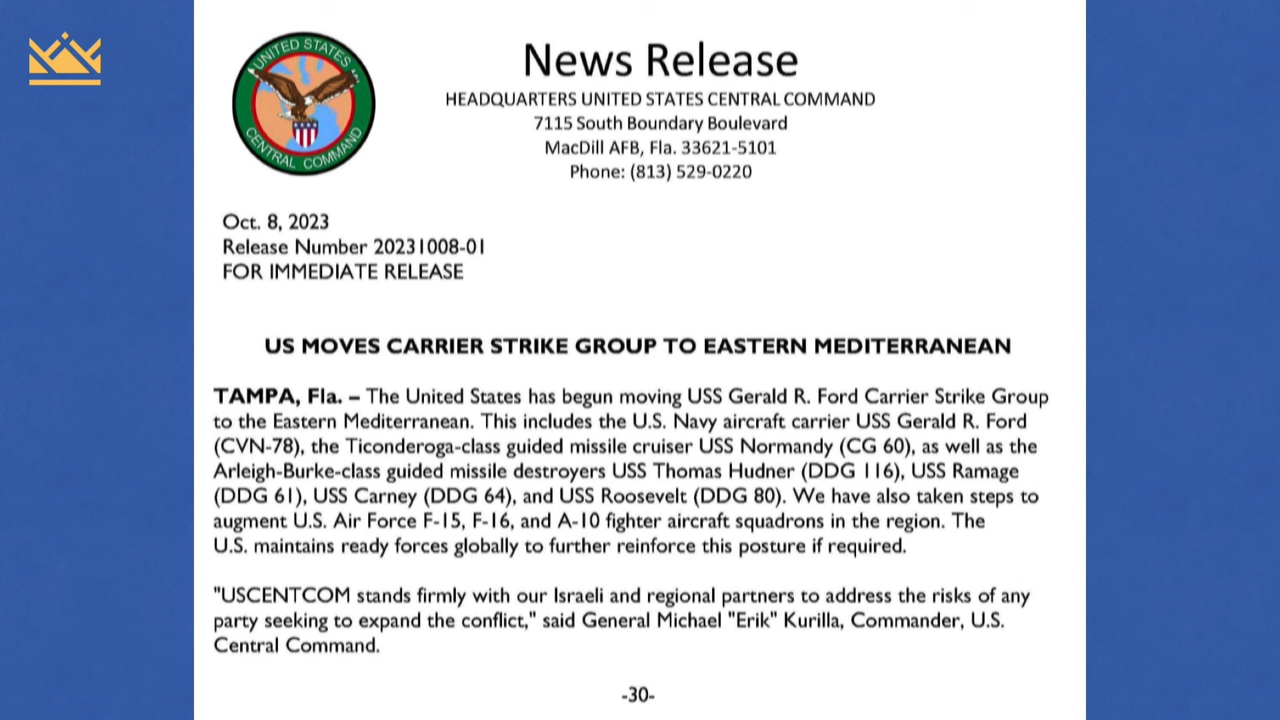 UNITED STATES
CENTRAL COMMAND
News Release
HEADQUARTERS UNITED STATES CENTRAL COMMAND
7115 South Boundary Boulevard
MacDill AFB, Fla. 33621-5101
Phone: (813) 529-0220
Oct. 8, 2023
Release Number 20231008-01
FOR IMMEDIATE RELEASE
US MOVES CARRIER STRIKE GROUP TO EASTERN MEDITERRANEAN
TAMPA, Fla. – The United States has begun moving USS Gerald R. Ford Carrier Strike Group
to the Eastern Mediterranean. This includes the U.S. Navy aircraft carrier USS Gerald R. Ford
(CVN-78), the Ticonderoga-class guided missile cruiser USS Normandy (CG 60), as well as the
Arleigh-Burke-class guided missile destroyers USS Thomas Hudner (DDG 116), USS Ramage
(DDG 61), USS Carney (DDG 64), and USS Roosevelt (DDG 80). We have also taken steps to
augment U.S. Air Force F-15, F-16, and A-10 fighter aircraft squadrons in the region. The
U.S. maintains ready forces globally to further reinforce this posture if required.
"USCENTCOM stands firmly with our Israeli and regional partners to address the risks of any
party seeking to expand the conflict," said General Michael "Erik" Kurilla, Commander, U.S.
Central Command.
-30-